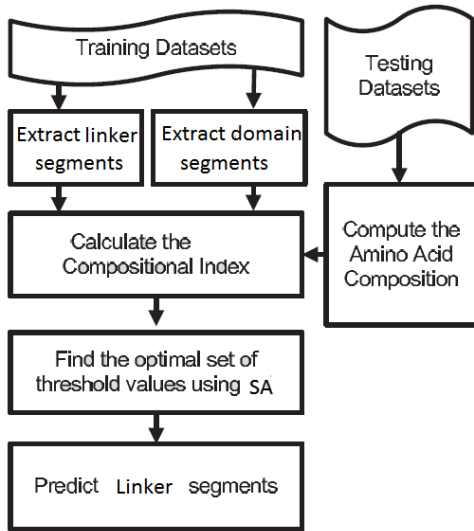 Training Datasets
Testing
Datasets
Extract linker
segments
Extract domain
segments
Calculate the
Compositional Index
Compute the
Amino Acid
Composition
Find the optimal set of
threshold values using SA
Predict Linker segments